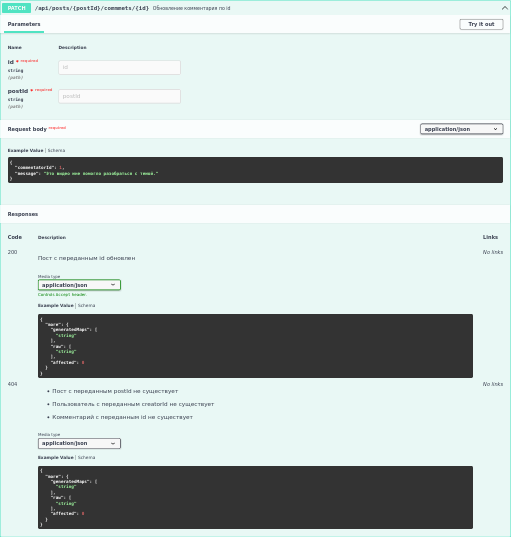 PATCH /api/posts/{postId}/commnets/{id} Обновление комментария по id
Parameters
Try it out
Name Description
id * required
string
(path)
id
postId * required
string
(path)
postId
Request body required
application/json
Example Value | Schema
{
"commentatorId": 1,
"message": "Это видео мне помогло разобраться с темой."
}
Responses
Code Description Links
200 No links
Пост с переданным id обновлен
Media type
application/json
Controls Accept header.
Example Value | Schema
{
"more": {
"generatedMaps": [
"string"
],
"raw": [
"string"
],
"affected": 0
}
}
404 No links
• Пост с переданным postId не существует
• Пользователь с переданным creatorId не существует
• Комментарий с переданным id не существует
Media type
application/json
Example Value | Schema
{
"more": {
"generatedMaps": [
"string"
],
"raw": [
"string"
],
"affected": 0
}
}